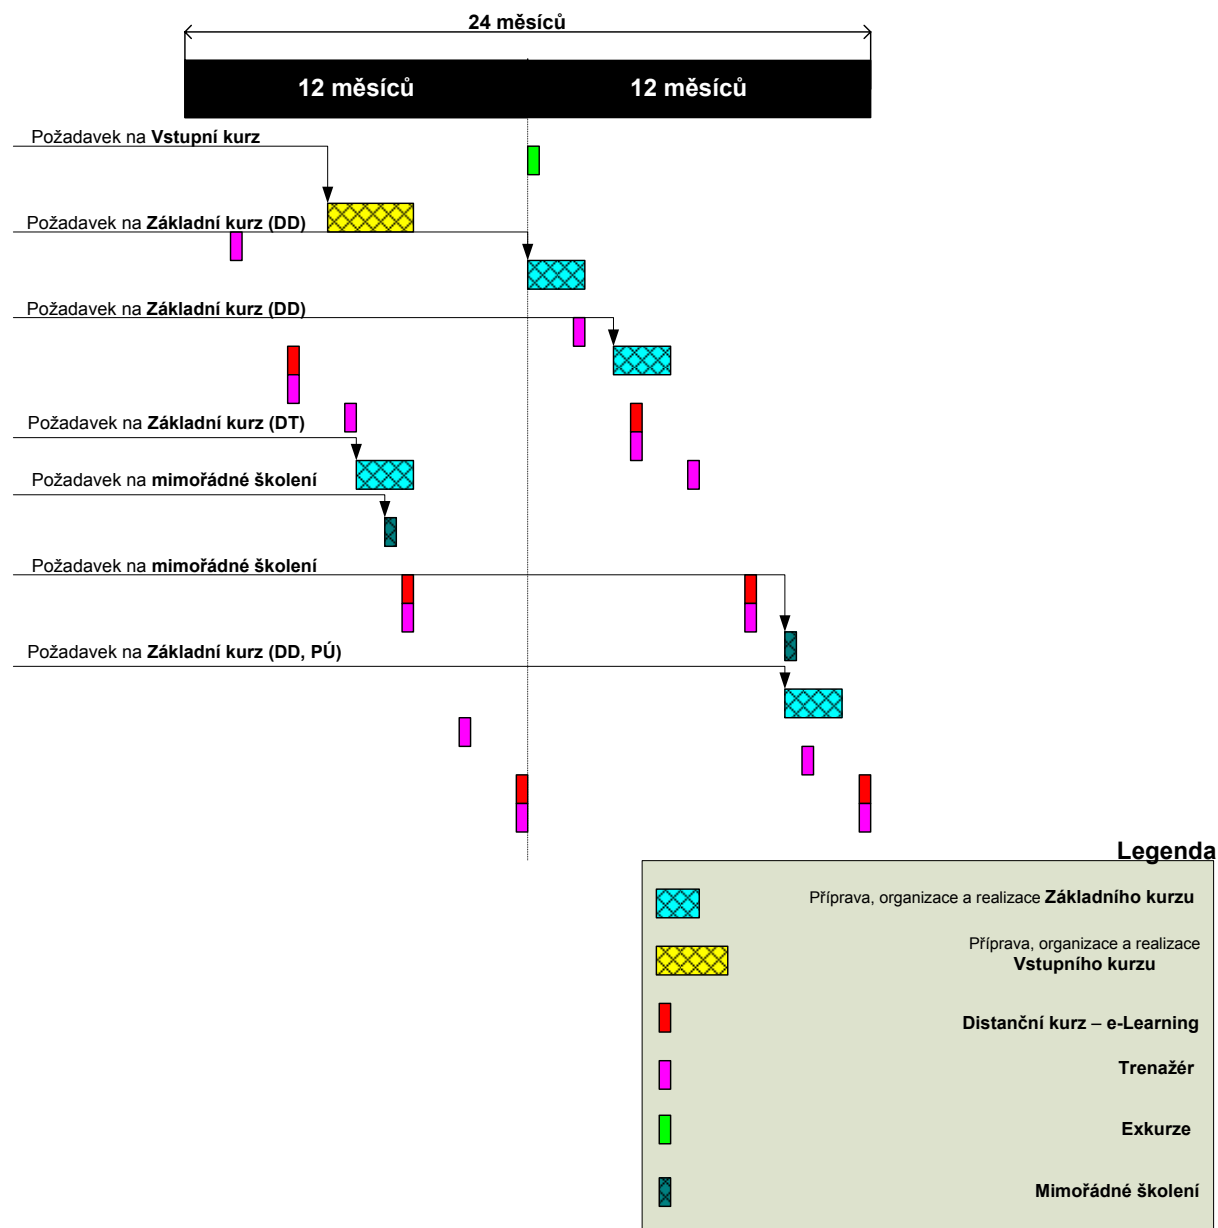 24 měsíců
12 měsíců
12 měsíců
Požadavek na Vstupní kurz
Požadavek na Základní kurz (DD)
Požadavek na Základní kurz (DD)
Požadavek na Základní kurz (DT)
Požadavek na mimořádné školení
Požadavek na mimořádné školení
Požadavek na Základní kurz (DD, PÚ)
Legenda
Příprava, organizace a realizace Základního kurzu
Příprava, organizace a realizace
Vstupního kurzu
Distanční kurz – e-Learning
Trenažér
Exkurze
Mimořádné školení